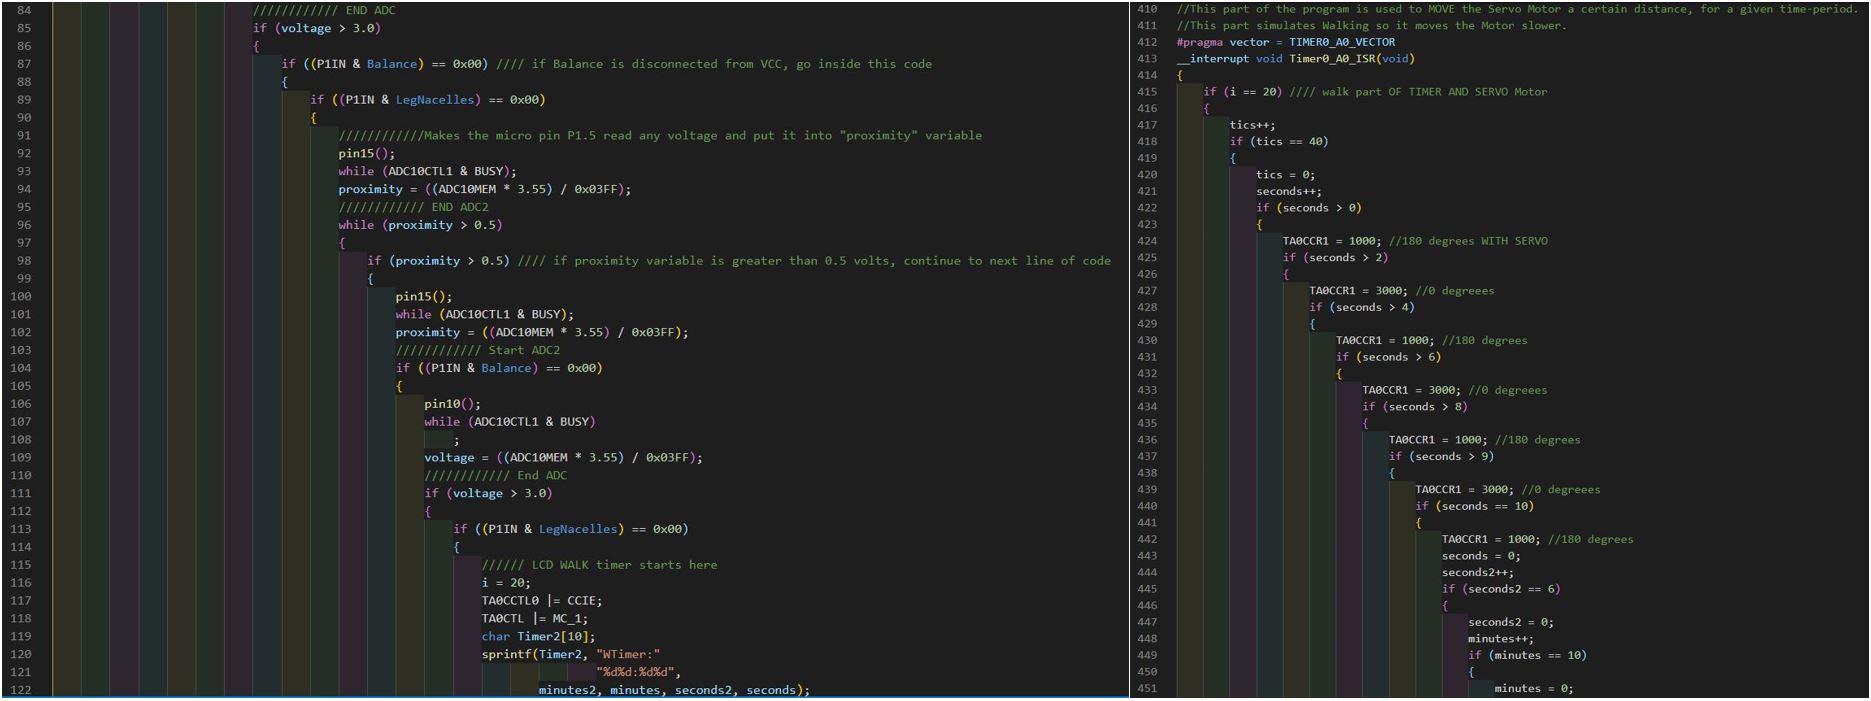 84 //////////// END ADC
85 if (voltage > 3.0)
86 {
87 if ((P1IN & Balance) == 0x00) //// if Balance is disconnected from VCC, go inside this code
88 {
89 if ((P1IN & LegNacelles) == 0x00)
90 {
91 ////////////Makes the micro pin P1.5 read any voltage and put it into "proximity" variable
92 pin15();
93 while (ADC10CTL1 & BUSY);
94 proximity = ((ADC10MEM * 3.55) / 0x03FF);
95 //////////// END ADC2
96 while (proximity > 0.5)
97 {
98 if (proximity > 0.5) //// if proximity variable is greater than 0.5 volts, continue to next line of code
99 {
100 pin15();
101 while (ADC10CTL1 & BUSY);
102 proximity = ((ADC10MEM * 3.55) / 0x03FF);
103 //////////// Start ADC2
104 if ((P1IN & Balance) == 0x00)
105 {
106 pin10();
107 while (ADC10CTL1 & BUSY)
108 ;
109 voltage = ((ADC10MEM * 3.55) / 0x03FF);
110 //////////// End ADC
111 if (voltage > 3.0)
112 {
113 if ((P1IN & LegNacelles) == 0x00)
114 {
115 ////// LCD WALK timer starts here
116 i = 20;
117 TA0CCTL0 |= CCIE;
118 TA0CTL |= MC_1;
119 char Timer2[10];
120 sprintf(Timer2, "WTimer:"
121 "%d%d:%d%d",
122 minutes2, minutes, seconds2, seconds);
410 //This part of the program is used to MOVE the Servo Motor a certain distance, for a given time-period.
411 //This part simulates Walking so it moves the Motor slower.
412 #pragma vector = TIMER0_A0_VECTOR
413 __interrupt void Timer0_A0_ISR(void)
414 {
415 if (i == 20) //// walk part OF TIMER AND SERVO Motor
416 {
417 tics++;
418 if (tics == 40)
419 {
420 tics = 0;
421 seconds++;
422 if (seconds > 0)
423 {
424 TA0CCR1 = 1000; //180 degrees WITH SERVO
425 if (seconds > 2)
426 {
427 TA0CCR1 = 3000; //0 degreees
428 if (seconds > 4)
429 {
430 TA0CCR1 = 1000; //180 degrees
431 if (seconds > 6)
432 {
433 TA0CCR1 = 3000; //0 degreees
434 if (seconds > 8)
435 {
436 TA0CCR1 = 1000; //180 degrees
437 if (seconds > 9)
438 {
439 TA0CCR1 = 3000; //0 degreees
440 if (seconds == 10)
441 {
442 TA0CCR1 = 1000; //180 degrees
443 seconds = 0;
444 seconds2++;
445 if (seconds2 == 6)
446 {
447 seconds2 = 0;
448 minutes++;
449 if (minutes == 10)
450 {
451 minutes = 0;